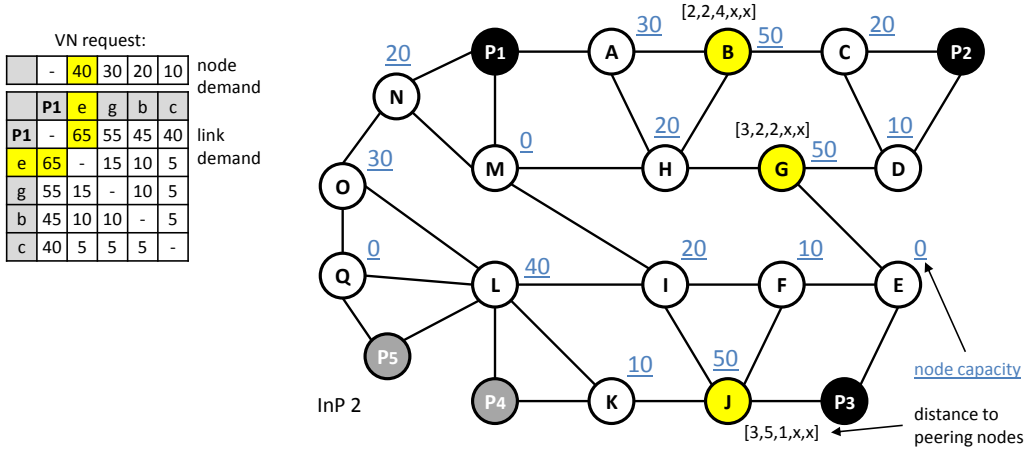 VN request:
- 40 30 20 10 node demand
P1 e g b c
P1 - 65 55 45 40 link demand
e 65 - 15 10 5
g 55 15 - 10 5
b 45 10 10 - 5
c 40 5 5 5 -
[2,2,4,x,x]
20 30 50 20
P1 A B C P2
N
20 [3,2,2,x,x] 50 10
0
M H G D
30
O
0 40 20 10 0
Q L I F E
P5
10 50
node capacity
InP 2
P4 K J P3
[3,5,1,x,x]
distance to
peering nodes